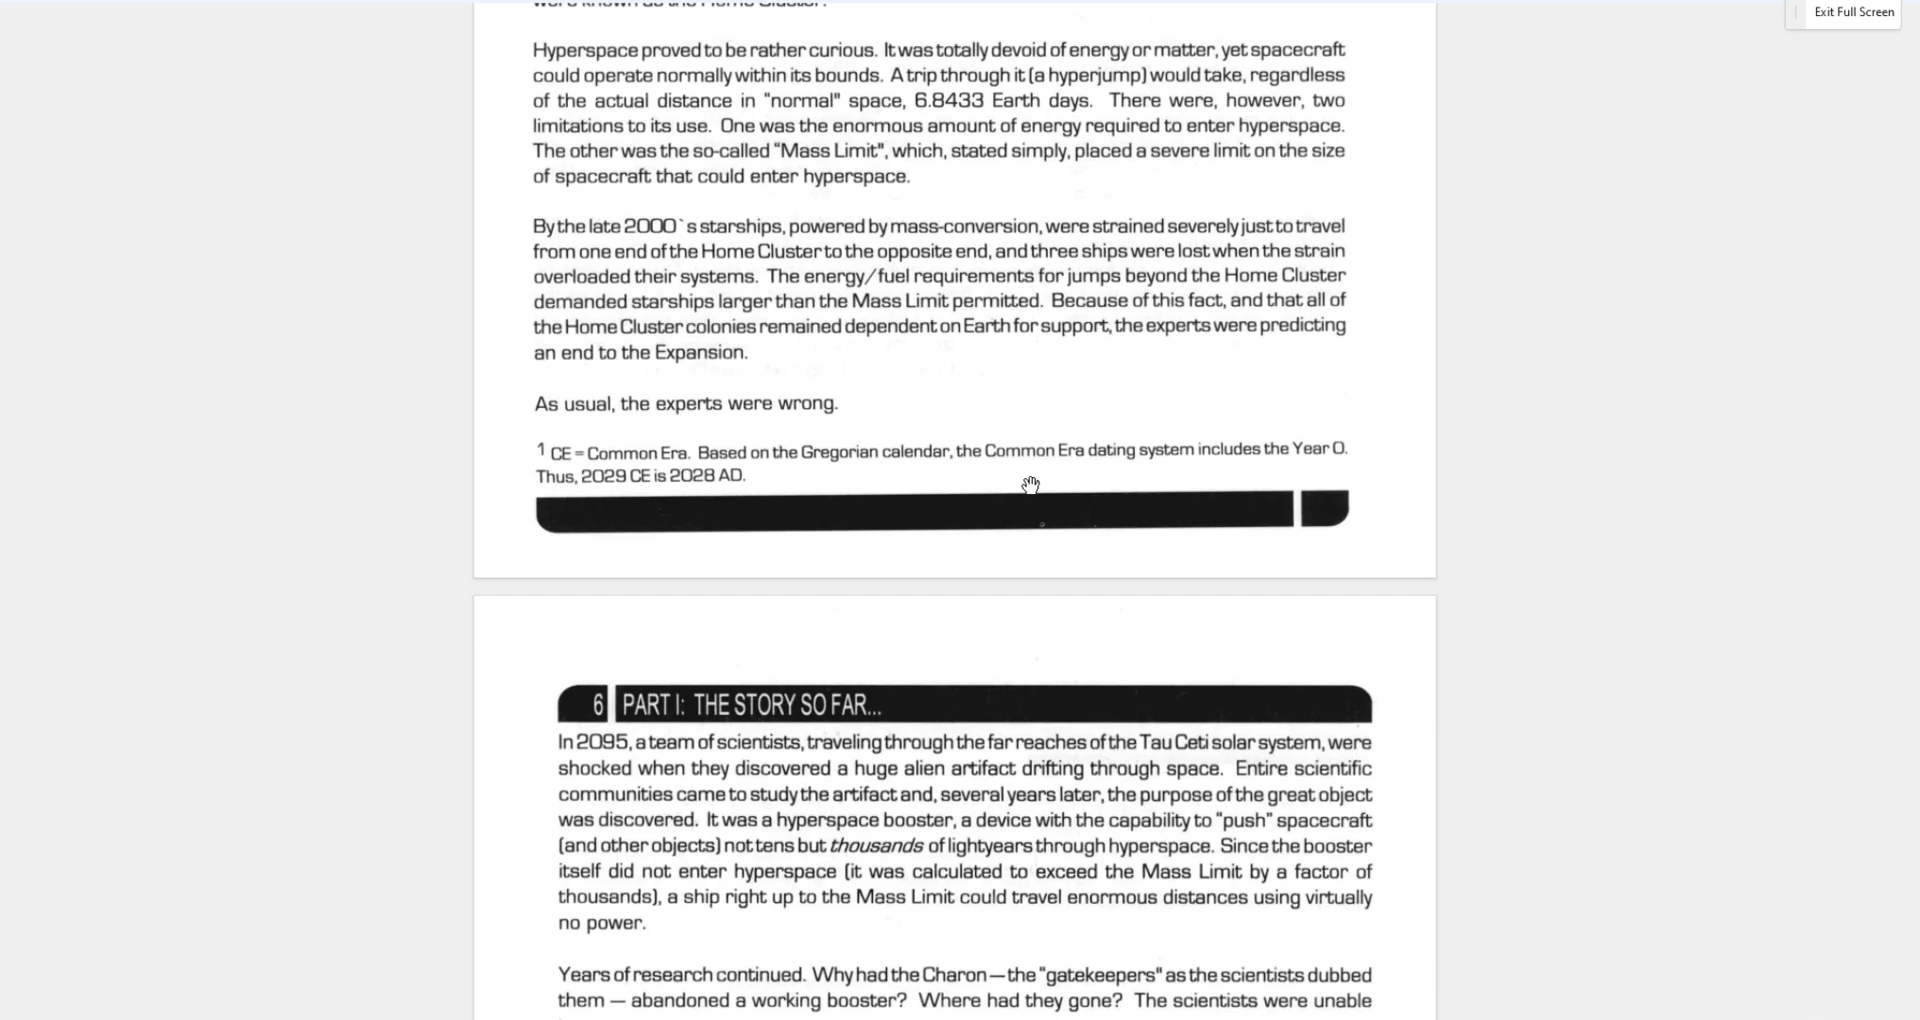 Exit Full Screen
Hyperspace proved to be rather curious. It was totally devoid of energy or matter, yet spacecraft
could operate normally within its bounds. A trip through it (a hyperjump) would take, regardless
of the actual distance in "normal" space, 6.8433 Earth days. There were, however, two
limitations to its use. One was the enormous amount of energy required to enter hyperspace.
The other was the so-called "Mass Limit", which, stated simply, placed a severe limit on the size
of spacecraft that could enter hyperspace.
By the late 2000`s starships, powered by mass-conversion, were strained severely just to travel
from one end of the Home Cluster to the opposite end, and three ships were lost when the strain
overloaded their systems. The energy/fuel requirements for jumps beyond the Home Cluster
demanded starships larger than the Mass Limit permitted. Because of this fact, and that all of
the Home Cluster colonies remained dependent on Earth for support, the experts were predicting
an end to the Expansion.
As usual, the experts were wrong.
1 CE = Common Era. Based on the Gregorian calendar, the Common Era dating system includes the Year 0.
Thus, 2029 CE is 2028 AD.
6 PART I: THE STORY SO FAR...
In 2095, a team of scientists, traveling through the far reaches of the Tau Ceti solar system, were
shocked when they discovered a huge alien artifact drifting through space. Entire scientific
communities came to study the artifact and, several years later, the purpose of the great object
was discovered. It was a hyperspace booster, a device with the capability to "push" spacecraft
(and other objects) not tens but thousands of lightyears through hyperspace. Since the booster
itself did not enter hyperspace (it was calculated to exceed the Mass Limit by a factor of
thousands), a ship right up to the Mass Limit could travel enormous distances using virtually
no power.
Years of research continued. Why had the Charon — the "gatekeepers" as the scientists dubbed
them — abandoned a working booster? Where had they gone? The scientists were unable